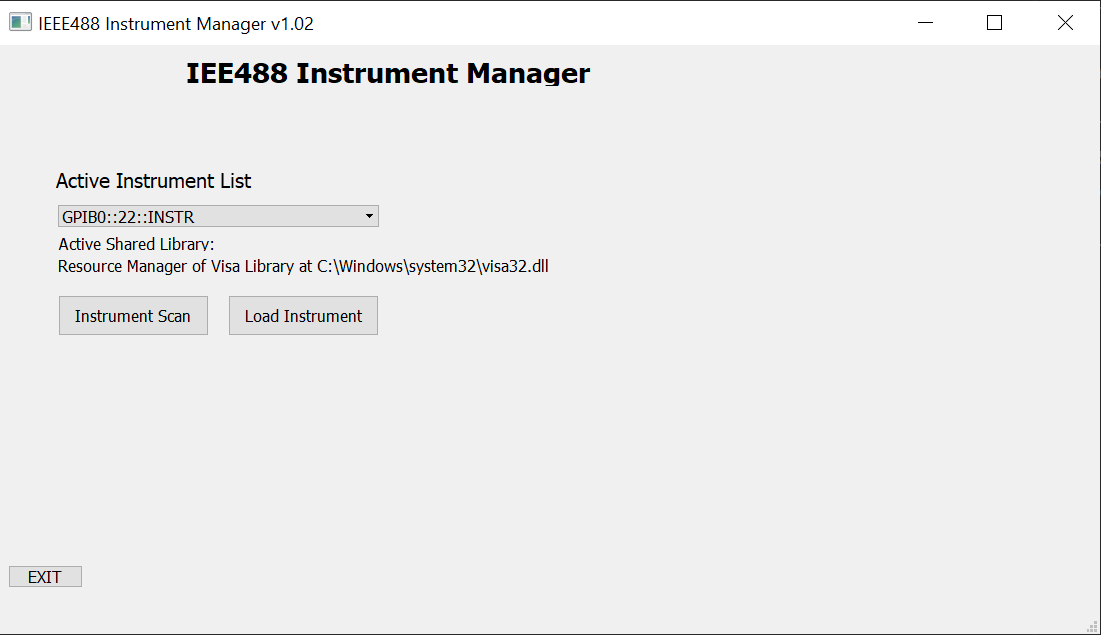 IEEE488 Instrument Manager v1.02
IEE488 Instrument Manager
Active Instrument List
GPIB0::22::INSTR
Active Shared Library:
Resource Manager of Visa Library at C:\Windows\system32\visa32.dll
Instrument Scan
Load Instrument
EXIT